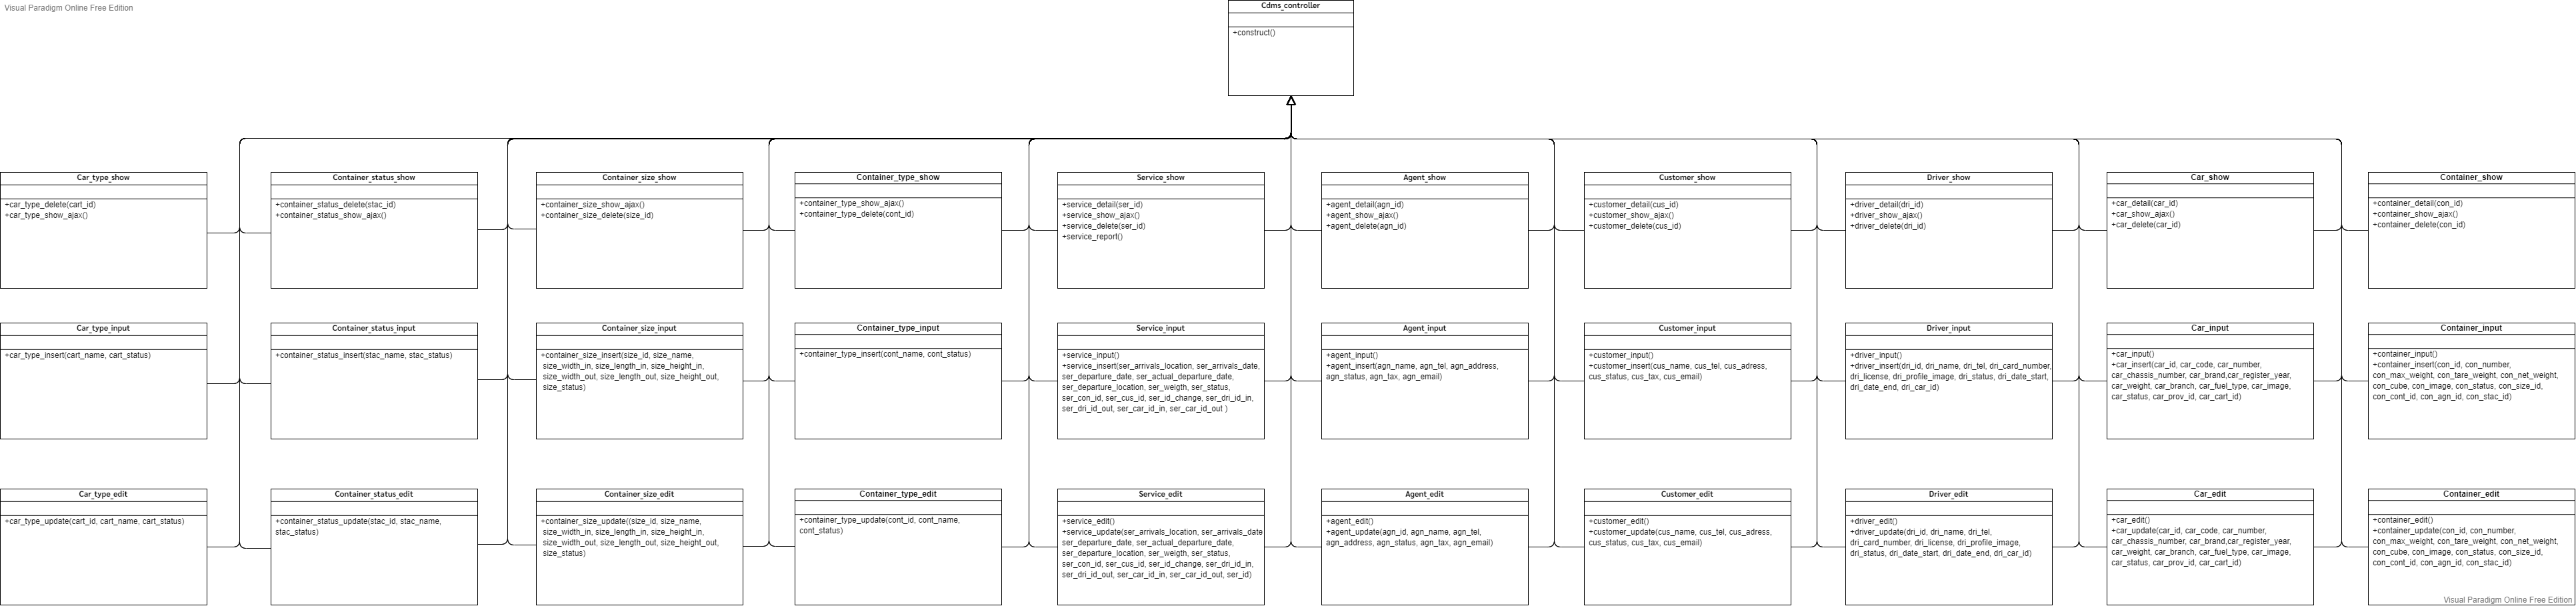 Visual Paradigm Online Free Edition
Cdms_controller
+construct()
Car_type_show
+car_type_delete(cart_id)
+car_type_show_ajax()
Container_status_show
+container_status_delete(stac_id)
+container_status_show_ajax()
Container_size_show
+container_size_show_ajax()
+container_size_delete(size_id)
Container_type_show
+container_type_show_ajax()
+container_type_delete(cont_id)
Service_show
+service_detail(ser_id)
+service_show_ajax()
+service_delete(ser_id)
+service_report()
Agent_show
+agent_detail(agn_id)
+agent_show_ajax()
+agent_delete(agn_id)
Customer_show
+customer_detail(cus_id)
+customer_show_ajax()
+customer_delete(cus_id)
Driver_show
+driver_detail(dri_id)
+driver_show_ajax()
+driver_delete(dri_id)
Car_show
+car_detail(car_id)
+car_show_ajax()
+car_delete(car_id)
Container_show
+container_detail(con_id)
+container_show_ajax()
+container_delete(con_id)
Car_type_input
+car_type_insert(cart_name, cart_status)
Container_status_input
+container_status_insert(stac_name, stac_status)
Container_size_input
+container_size_insert(size_id, size_name,
size_width_in, size_length_in, size_height_in,
size_width_out, size_length_out, size_height_out,
size_status)
Container_type_input
+container_type_insert(cont_name, cont_status)
Service_input
+service_input()
+service_insert(ser_arrivals_location, ser_arrivals_date,
ser_departure_date, ser_actual_departure_date,
ser_departure_location, ser_weigth, ser_status,
ser_con_id, ser_cus_id, ser_id_change, ser_dri_id_in,
ser_dri_id_out, ser_car_id_in, ser_car_id_out )
Agent_input
+agent_input()
+agent_insert(agn_name, agn_tel, agn_address,
agn_status, agn_tax, agn_email)
Customer_input
+customer_input()
+customer_insert(cus_name, cus_tel, cus_adress,
cus_status, cus_tax, cus_email)
Driver_input
+driver_input()
+driver_insert(dri_id, dri_name, dri_tel, dri_card_number,
dri_license, dri_profile_image, dri_status, dri_date_start,
dri_date_end, dri_car_id)
Car_input
+car_input()
+car_insert(car_id, car_code, car_number,
car_chassis_number, car_brand,car_register_year,
car_weight, car_branch, car_fuel_type, car_image,
car_status, car_prov_id, car_cart_id)
Container_input
+container_input()
+container_insert(con_id, con_number,
con_max_weight, con_tare_weight, con_net_weight,
con_cube, con_image, con_status, con_size_id,
con_cont_id, con_agn_id, con_stac_id)
Car_type_edit
+car_type_update(cart_id, cart_name, cart_status)
Container_status_edit
+container_status_update(stac_id, stac_name,
stac_status)
Container_size_edit
+container_size_update((size_id, size_name,
size_width_in, size_length_in, size_height_in,
size_width_out, size_length_out, size_height_out,
size_status)
Container_type_edit
+container_type_update(cont_id, cont_name,
cont_status)
Service_edit
+service_edit()
+service_update(ser_arrivals_location, ser_arrivals_date
ser_departure_date, ser_actual_departure_date,
ser_departure_location, ser_weigth, ser_status,
ser_con_id, ser_cus_id, ser_id_change, ser_dri_id_in,
ser_dri_id_out, ser_car_id_in, ser_car_id_out, ser_id)
Agent_edit
+agent_edit()
+agent_update(agn_id, agn_name, agn_tel,
agn_address, agn_status, agn_tax, agn_email)
Customer_edit
+customer_edit()
+customer_update(cus_name, cus_tel, cus_adress,
cus_status, cus_tax, cus_email)
Driver_edit
+driver_edit()
+driver_update(dri_id, dri_name, dri_tel,
dri_card_number, dri_license, dri_profile_image,
dri_status, dri_date_start, dri_date_end, dri_car_id)
Car_edit
+car_edit()
+car_update(car_id, car_code, car_number,
car_chassis_number, car_brand,car_register_year,
car_weight, car_branch, car_fuel_type, car_image,
car_status, car_prov_id, car_cart_id)
Container_edit
+container_edit()
+container_update(con_id, con_number,
con_max_weight, con_tare_weight, con_net_weight,
con_cube, con_image, con_status, con_size_id,
con_cont_id, con_agn_id, con_stac_id)
Visual Paradigm Online Free Edition